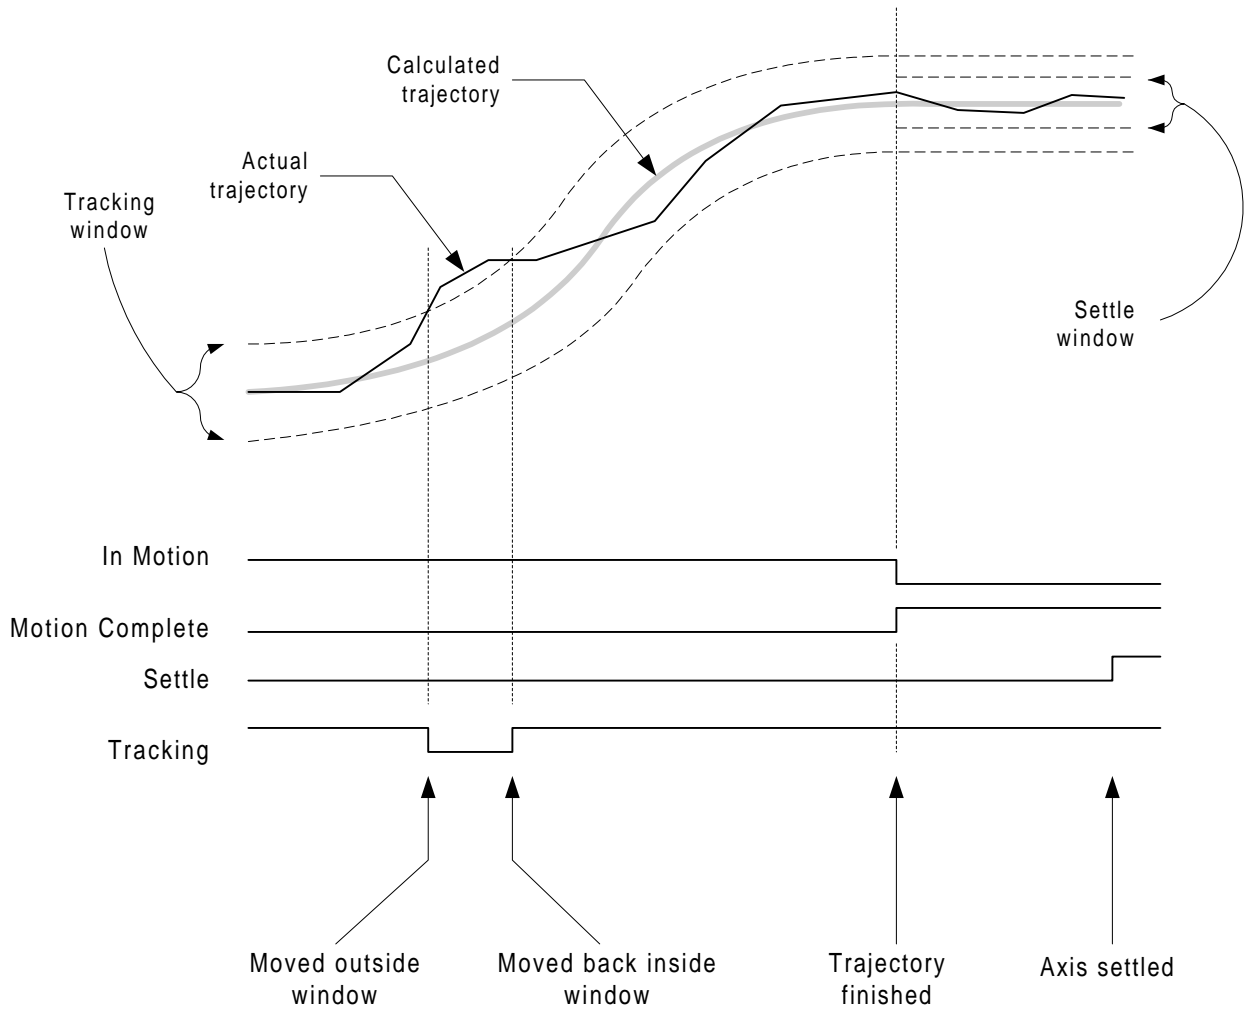 Calculated
trajectory
Actual
trajectory
Tracking
window
Settle
window
In Motion
Motion Complete
Settle
Tracking
Moved outside
window
Moved back inside
window
Trajectory
finished
Axis settled